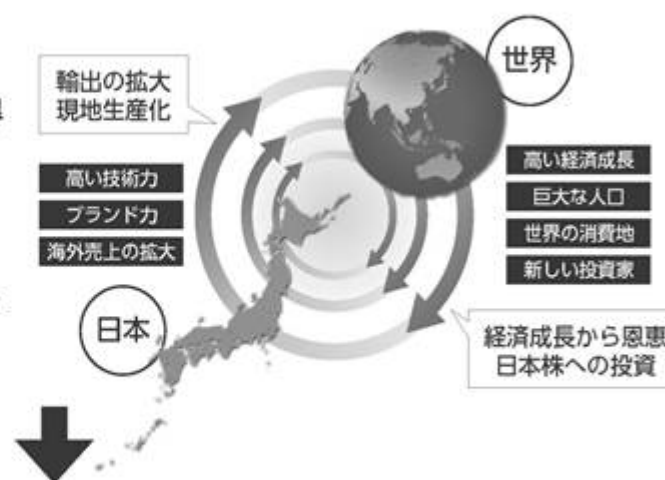 世界
輸出の拡大
現地生産化
高い技術力
ブランド力
海外売上の拡大
高い経済成長
巨大な人口
世界の消費地
新しい投資家
日本
経済成長から恩恵
日本株への投資